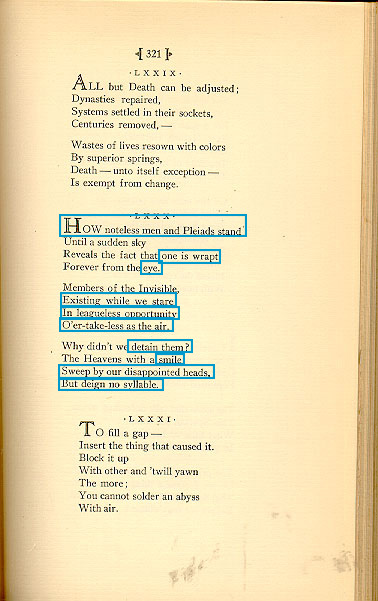 [321]
·LXXIX·
ALL but Death can be adjusted;
Dynasties repaired,
Systems settled in their sockets,
Centuries removed, —
Wastes of lives resown with colors
By superior springs,
Death — unto itself exception —
Is exempt from change.
·LXXX·
HOW noteless men and Pleiads stand
Until a sudden sky
Reveals the fact that one is wrapt
Forever from the eye.
Members of the Invisible,
Existing while we stare
In leagueless opportunity
O'er-take-less as the air.
Why didn't we detain them?
The Heavens with a smile
Sweep by our disappointed heads,
But deign no syllable.
·LXXXI·
TO fill a gap —
Insert the thing that caused it.
Block it up
With other and 'twill yawn
The more;
You cannot solder an abyss
With air.